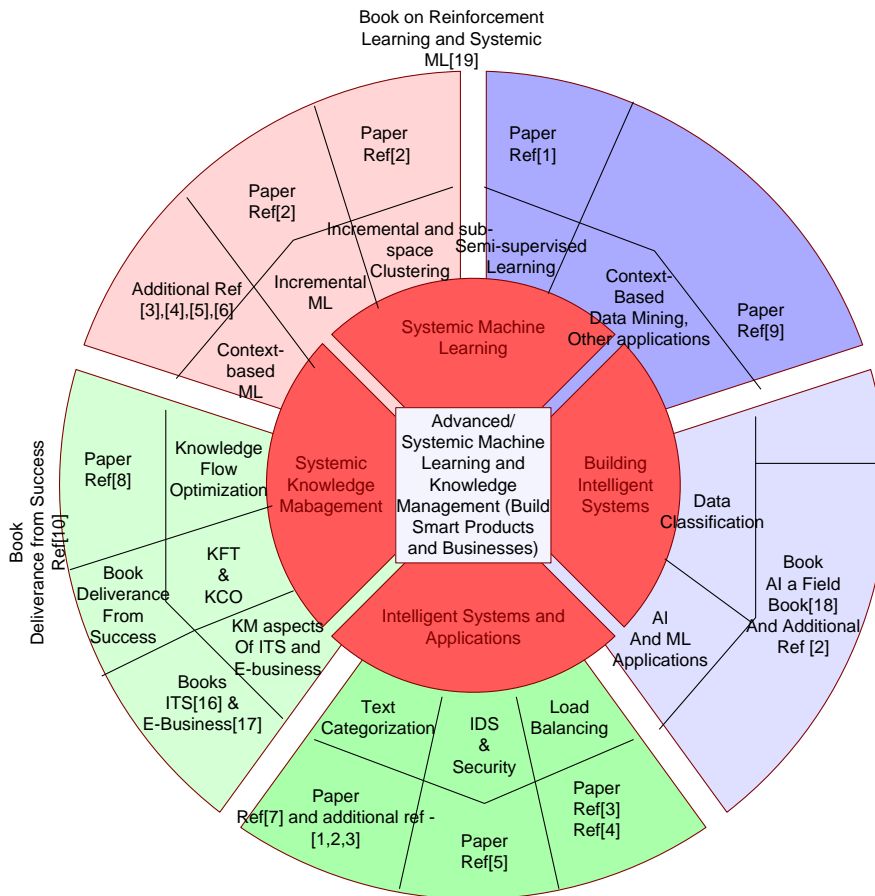 Book on Reinforcement
Learning and Systemic
ML[19]
Paper
Ref[2]
Paper
Ref[1]
Paper
Ref[2]
Incremental and sub-
space
Clustering
Semi-supervised
Learning
Additional Ref
[3],[4],[5],[6]
Incremental
ML
Context-
Based
Data Mining,
Other applications
Paper
Ref[9]
Context-
based
ML
Systemic Machine
Learning
Paper
Ref[8]
Knowledge
Flow
Optimization
Systemic
Knowledge
Mabagement
Advanced/
Systemic Machine
Learning and
Knowledge
Management (Build
Smart Products
and Businesses)
Building
Intelligent
Systems
Data
Classification
Book
Deliverance from Success
Ref[10]
KFT
&
KCO
Book
Deliverance
From
Success
Book
AI a Field
Book[18]
And Additional
Ref [2]
KM aspects
Of ITS and
E-business
Intelligent Systems and
Applications
AI
And ML
Applications
Books
ITS[16] &
E-Business[17]
Text
Categorization
IDS
&
Security
Load
Balancing
Paper
Ref[7] and additional ref -
[1,2,3]
Paper
Ref[5]
Paper
Ref[3]
Ref[4]